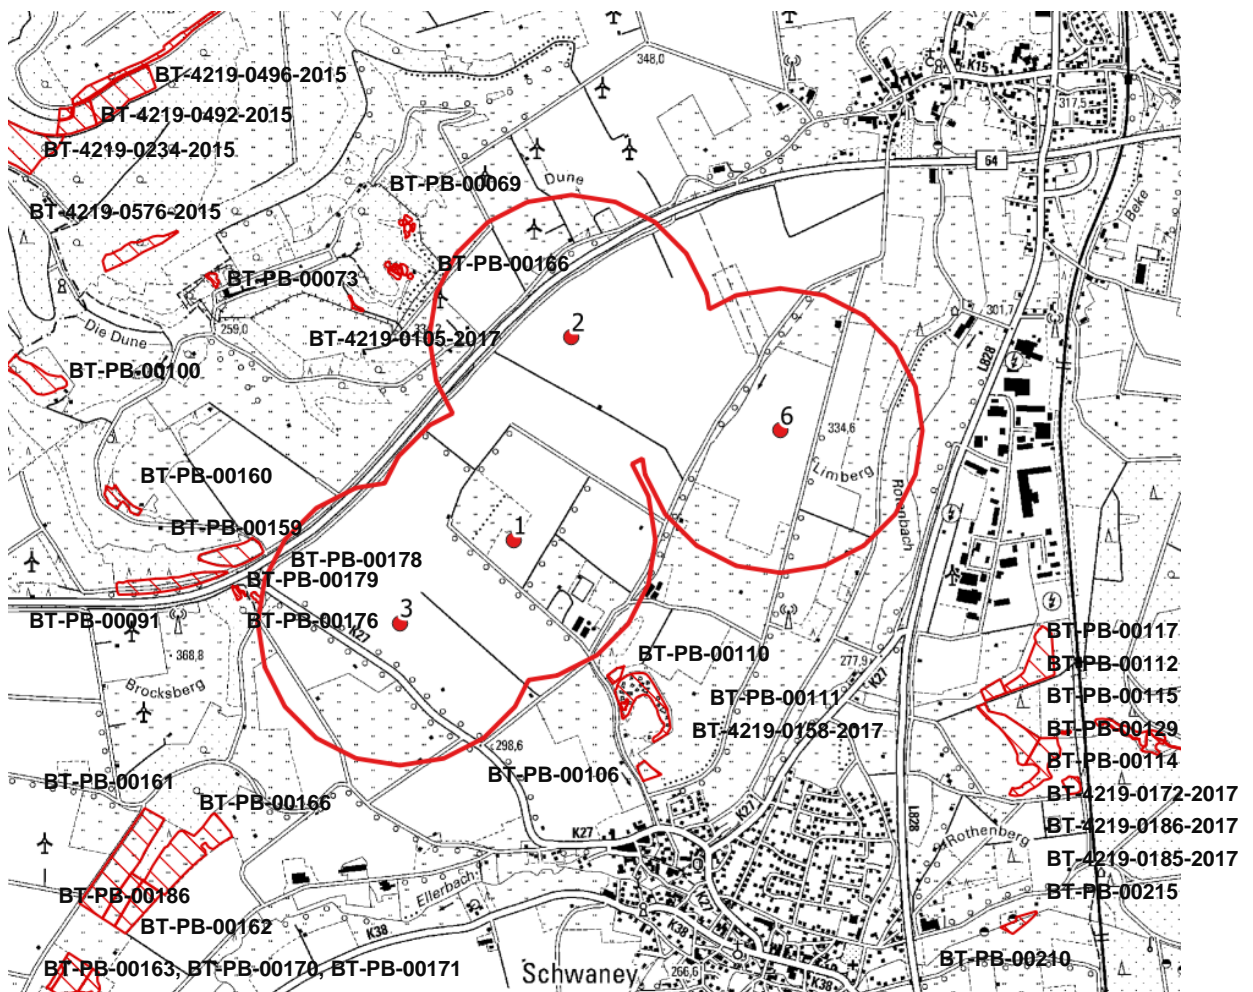 348,0
K15
BT-4219-0496-2015
317,5
BT-4219-0492-2015
BT-4219-0234-2015
64
BT-PB-00069
Dune
BT-4219-0576-2015
Beke
BT-PB-00166
BT-PB-00073
301,7
Die Dune
259,0
2
BT-4219-0105-2017
L828
BT-PB-00100
6
334,6
Limberg
BT-PB-00160
Rotenbach
BT-PB-00159
1
BT-PB-00178
BT-PB-00179
3
BT-PB-00091
BT-PB-00176
K27
BT-PB-00117
368,8
BT-PB-00110
277,9
BT-PB-00112
K27
Brocksberg
BT-PB-00111
BT-PB-00115
BT-4219-0158-2017
BT-PB-00129
298,6
BT-PB-00106
BT-PB-00114
BT-PB-00161
BT-4219-0172-2017
BT-PB-00166
K27
L828
BT-4219-0186-2017
K27
Rothenberg
BT-4219-0185-2017
Ellerbach
BT-PB-00186
K27
BT-PB-00215
BT-PB-00162
K38
K38
BT-PB-00210
BT-PB-00163, BT-PB-00170, BT-PB-00171
Schwaney
266,6
K38